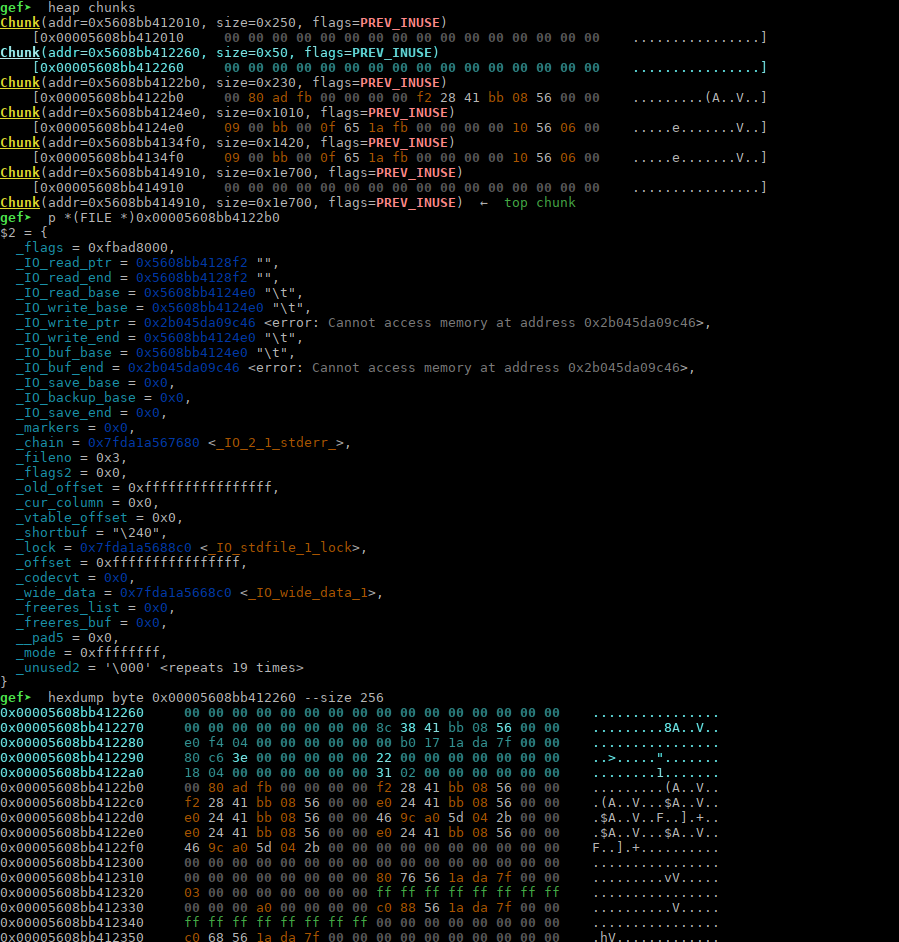 gef➤  heap chunks
Chunk(addr=0x5608bb412010, size=0x250, flags=PREV_INUSE)
    [0x00005608bb412010     00 00 00 00 00 00 00 00 00 00 00 00 00 00 00 00    ................]
Chunk(addr=0x5608bb412260, size=0x50, flags=PREV_INUSE)
    [0x00005608bb412260     00 00 00 00 00 00 00 00 00 00 00 00 00 00 00 00    ................]
Chunk(addr=0x5608bb4122b0, size=0x230, flags=PREV_INUSE)
    [0x00005608bb4122b0     00 80 ad fb 00 00 00 00 f2 28 41 bb 08 56 00 00    .........(A..V..]
Chunk(addr=0x5608bb4124e0, size=0x1010, flags=PREV_INUSE)
    [0x00005608bb4124e0     09 00 bb 00 0f 65 1a fb 00 00 00 00 10 56 06 00    .....e.......V..]
Chunk(addr=0x5608bb4134f0, size=0x1420, flags=PREV_INUSE)
    [0x00005608bb4134f0     09 00 bb 00 0f 65 1a fb 00 00 00 00 10 56 06 00    .....e.......V..]
Chunk(addr=0x5608bb414910, size=0x1e700, flags=PREV_INUSE)
    [0x00005608bb414910     00 00 00 00 00 00 00 00 00 00 00 00 00 00 00 00    ................]
Chunk(addr=0x5608bb414910, size=0x1e700, flags=PREV_INUSE)  ←  top chunk
gef➤  p *(FILE *)0x00005608bb4122b0
$2 = {
  _flags = 0xfbad8000,
  _IO_read_ptr = 0x5608bb4128f2 "",
  _IO_read_end = 0x5608bb4128f2 "",
  _IO_read_base = 0x5608bb4124e0 "\t",
  _IO_write_base = 0x5608bb4124e0 "\t",
  _IO_write_ptr = 0x2b045da09c46 <error: Cannot access memory at address 0x2b045da09c46>,
  _IO_write_end = 0x5608bb4124e0 "\t",
  _IO_buf_base = 0x5608bb4124e0 "\t",
  _IO_buf_end = 0x2b045da09c46 <error: Cannot access memory at address 0x2b045da09c46>,
  _IO_save_base = 0x0,
  _IO_backup_base = 0x0,
  _IO_save_end = 0x0,
  _markers = 0x0,
  _chain = 0x7fda1a567680 <_IO_2_1_stderr_>,
  _fileno = 0x3,
  _flags2 = 0x0,
  _old_offset = 0xffffffffffffffff,
  _cur_column = 0x0,
  _vtable_offset = 0x0,
  _shortbuf = "\240",
  _lock = 0x7fda1a5688c0 <_IO_stdfile_1_lock>,
  _offset = 0xffffffffffffffff,
  _codecvt = 0x0,
  _wide_data = 0x7fda1a5668c0 <_IO_wide_data_1>,
  _freeres_list = 0x0,
  _freeres_buf = 0x0,
  __pad5 = 0x0,
  _mode = 0xffffffff,
  _unused2 = '\000' <repeats 19 times>
}
gef➤  hexdump byte 0x00005608bb412260 --size 256
0x00005608bb412260     00 00 00 00 00 00 00 00 00 00 00 00 00 00 00 00    ................
0x00005608bb412270     00 00 00 00 00 00 00 00 8c 38 41 bb 08 56 00 00    .........8A..V..
0x00005608bb412280     e0 f4 04 00 00 00 00 00 00 b0 17 1a da 7f 00 00    ................
0x00005608bb412290     80 c6 3e 00 00 00 00 00 22 00 00 00 00 00 00 00    ..>.....".......
0x00005608bb4122a0     18 04 00 00 00 00 00 00 31 02 00 00 00 00 00 00    ........1.......
0x00005608bb4122b0     00 80 ad fb 00 00 00 00 f2 28 41 bb 08 56 00 00    .........(A..V..
0x00005608bb4122c0     f2 28 41 bb 08 56 00 00 e0 24 41 bb 08 56 00 00    .(A..V...$A..V..
0x00005608bb4122d0     e0 24 41 bb 08 56 00 00 46 9c a0 5d 04 2b 00 00    .$A..V..F..].+..
0x00005608bb4122e0     e0 24 41 bb 08 56 00 00 e0 24 41 bb 08 56 00 00    .$A..V...$A..V..
0x00005608bb4122f0     46 9c a0 5d 04 2b 00 00 00 00 00 00 00 00 00 00    F..].+..........
0x00005608bb412300     00 00 00 00 00 00 00 00 00 00 00 00 00 00 00 00    ................
0x00005608bb412310     00 00 00 00 00 00 00 00 80 76 56 1a da 7f 00 00    .........vV.....
0x00005608bb412320     03 00 00 00 00 00 00 00 ff ff ff ff ff ff ff ff    ................
0x00005608bb412330     00 00 00 a0 00 00 00 00 c0 88 56 1a da 7f 00 00    ..........V.....
0x00005608bb412340     ff ff ff ff ff ff ff ff 00 00 00 00 00 00 00 00    ................
0x00005608bb412350     c0 68 56 1a da 7f 00 00 00 00 00 00 00 00 00 00    .hV.............